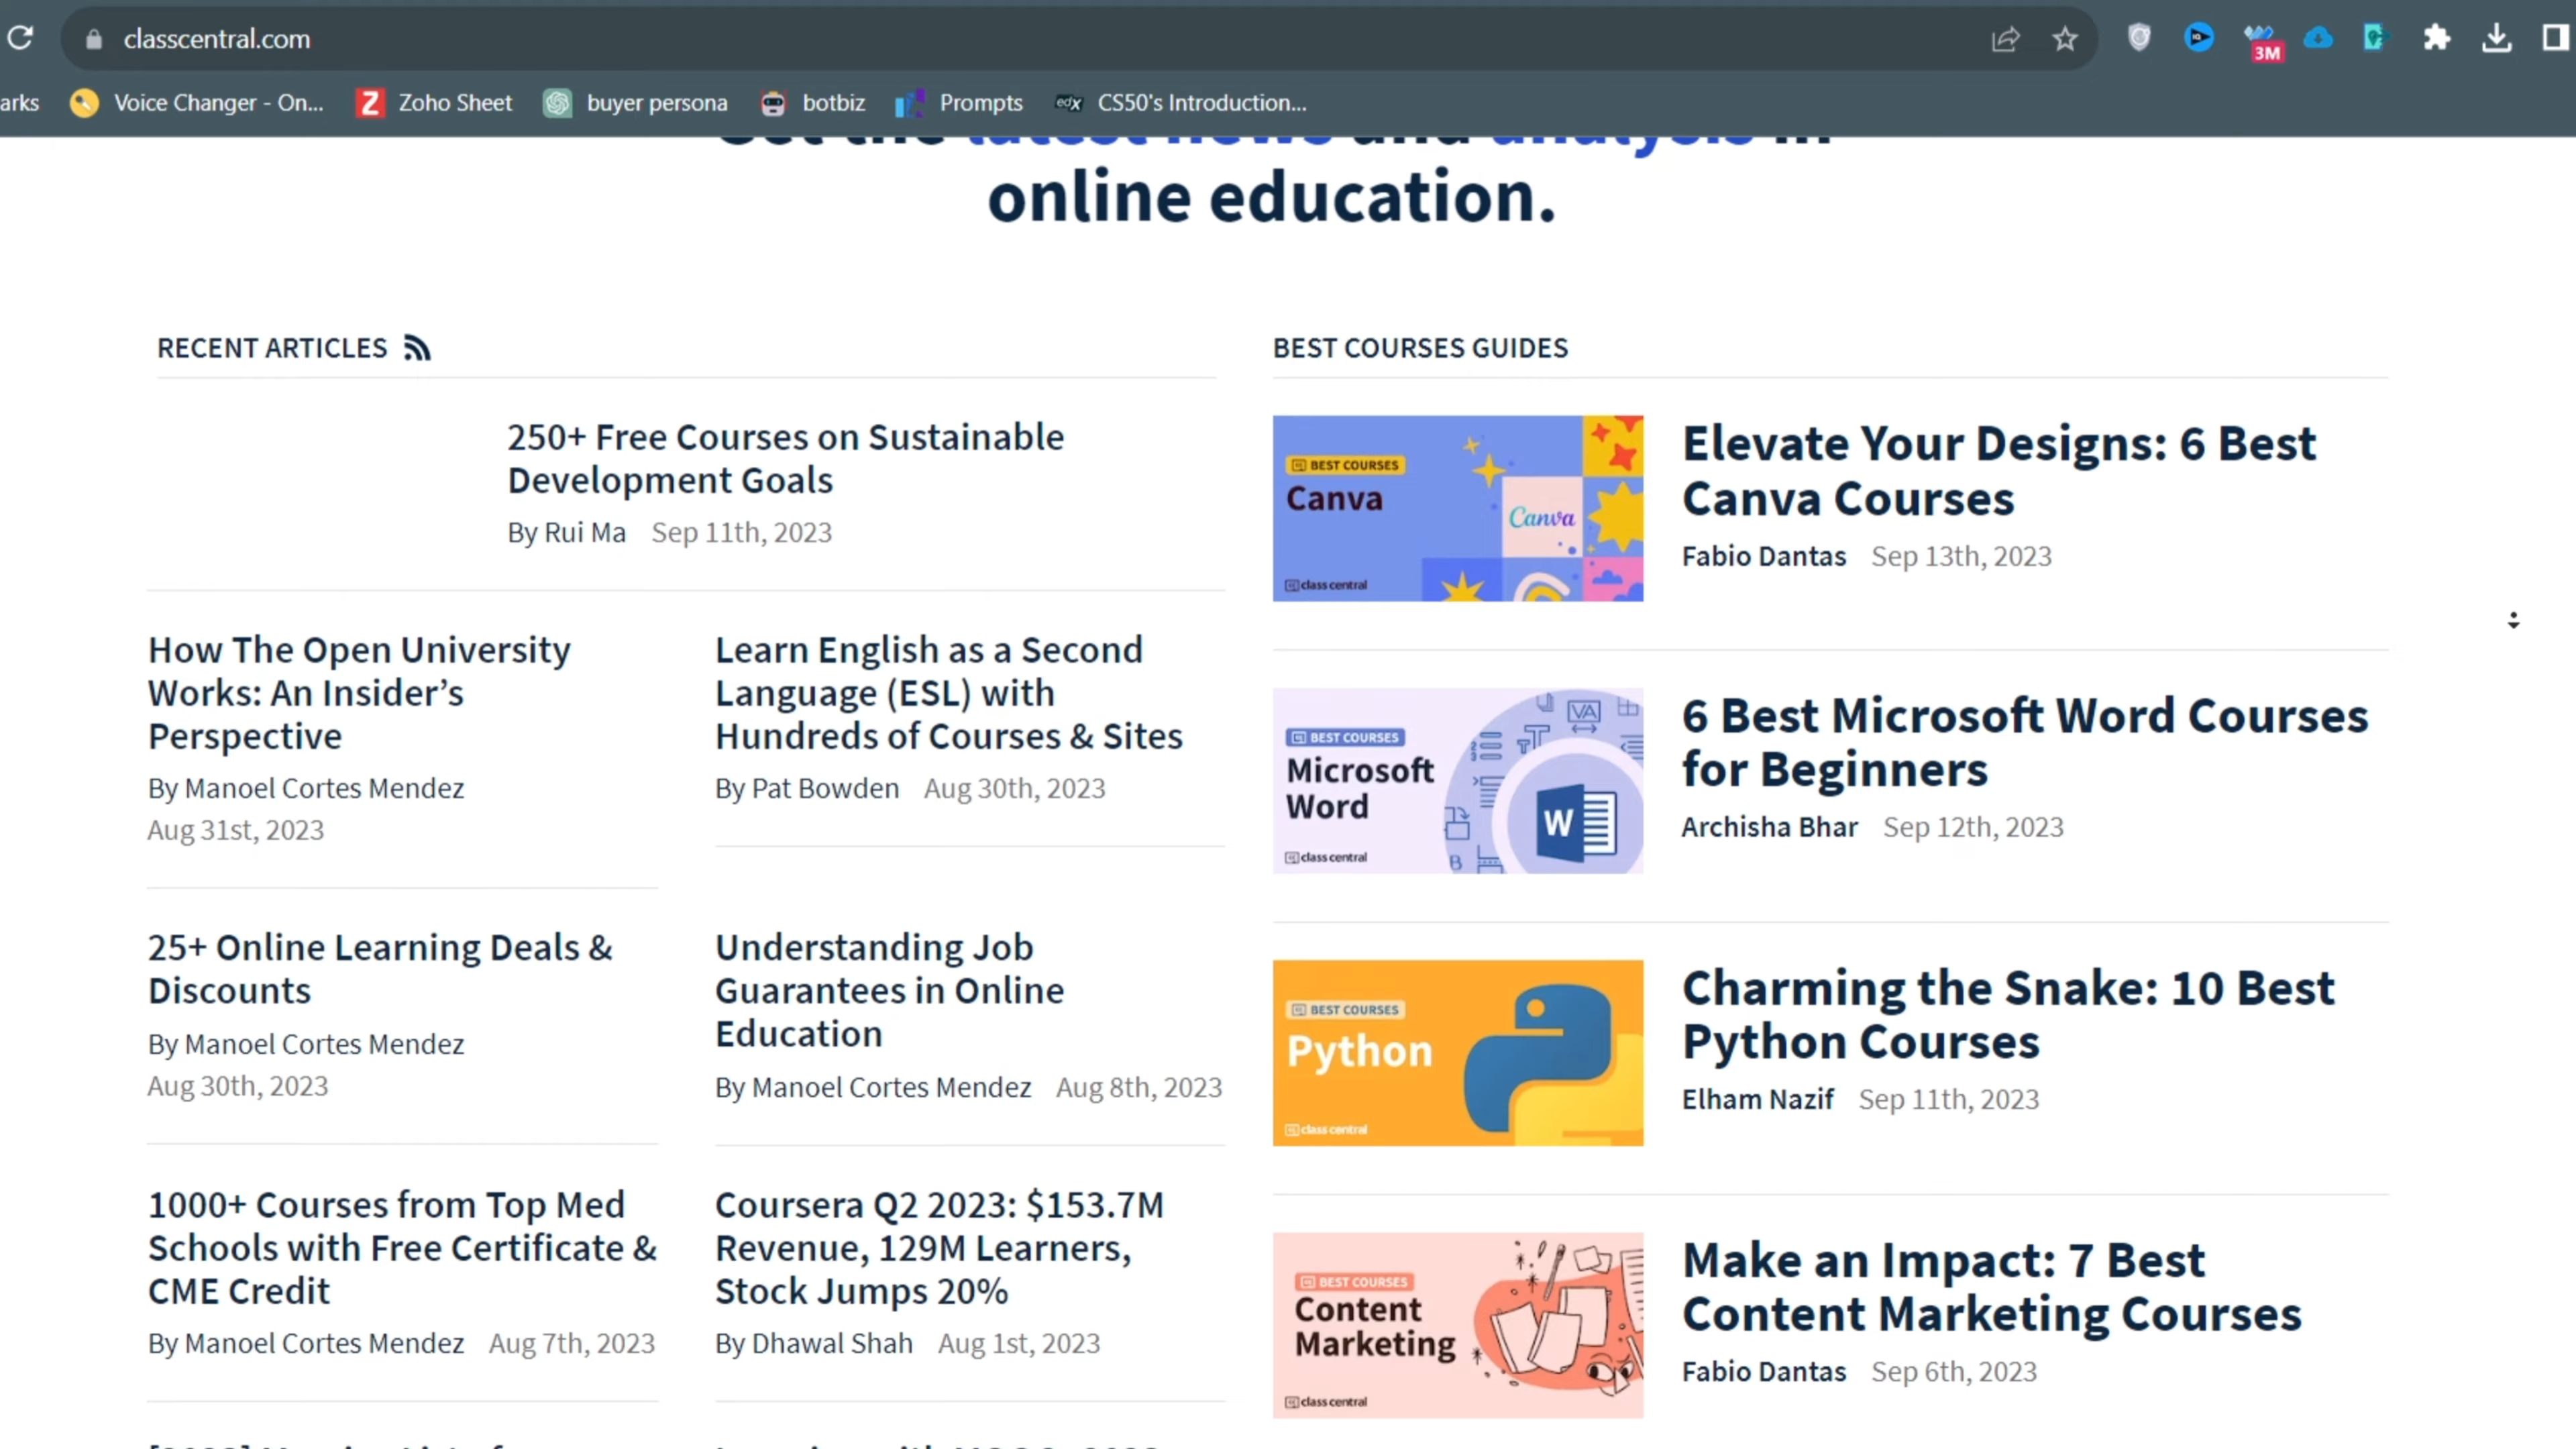 classcentral.com
3M
arks
Voice Changer - On...
Zoho Sheet
buyer persona
botbiz
Prompts
edX
CS50's Introduction...
Get the latest news and analysis in
online education.
RECENT ARTICLES
250+ Free Courses on Sustainable
Development Goals
By Rui Ma Sep 11th, 2023
How The Open University
Works: An Insider’s
Perspective
By Manoel Cortes Mendez
Aug 31st, 2023
Learn English as a Second
Language (ESL) with
Hundreds of Courses & Sites
By Pat Bowden Aug 30th, 2023
25+ Online Learning Deals &
Discounts
By Manoel Cortes Mendez
Aug 30th, 2023
Understanding Job
Guarantees in Online
Education
By Manoel Cortes Mendez Aug 8th, 2023
1000+ Courses from Top Med
Schools with Free Certificate &
CME Credit
By Manoel Cortes Mendez Aug 7th, 2023
Coursera Q2 2023: $153.7M
Revenue, 129M Learners,
Stock Jumps 20%
By Dhawal Shah Aug 1st, 2023
BEST COURSES GUIDES
BEST COURSES
Canva
Canva
class central
Elevate Your Designs: 6 Best
Canva Courses
Fabio Dantas Sep 13th, 2023
BEST COURSES
Microsoft
Word
W
class central
6 Best Microsoft Word Courses
for Beginners
Archisha Bhar Sep 12th, 2023
BEST COURSES
Python
class central
Charming the Snake: 10 Best
Python Courses
Elham Nazif Sep 11th, 2023
BEST COURSES
Content
Marketing
class central
Make an Impact: 7 Best
Content Marketing Courses
Fabio Dantas Sep 6th, 2023